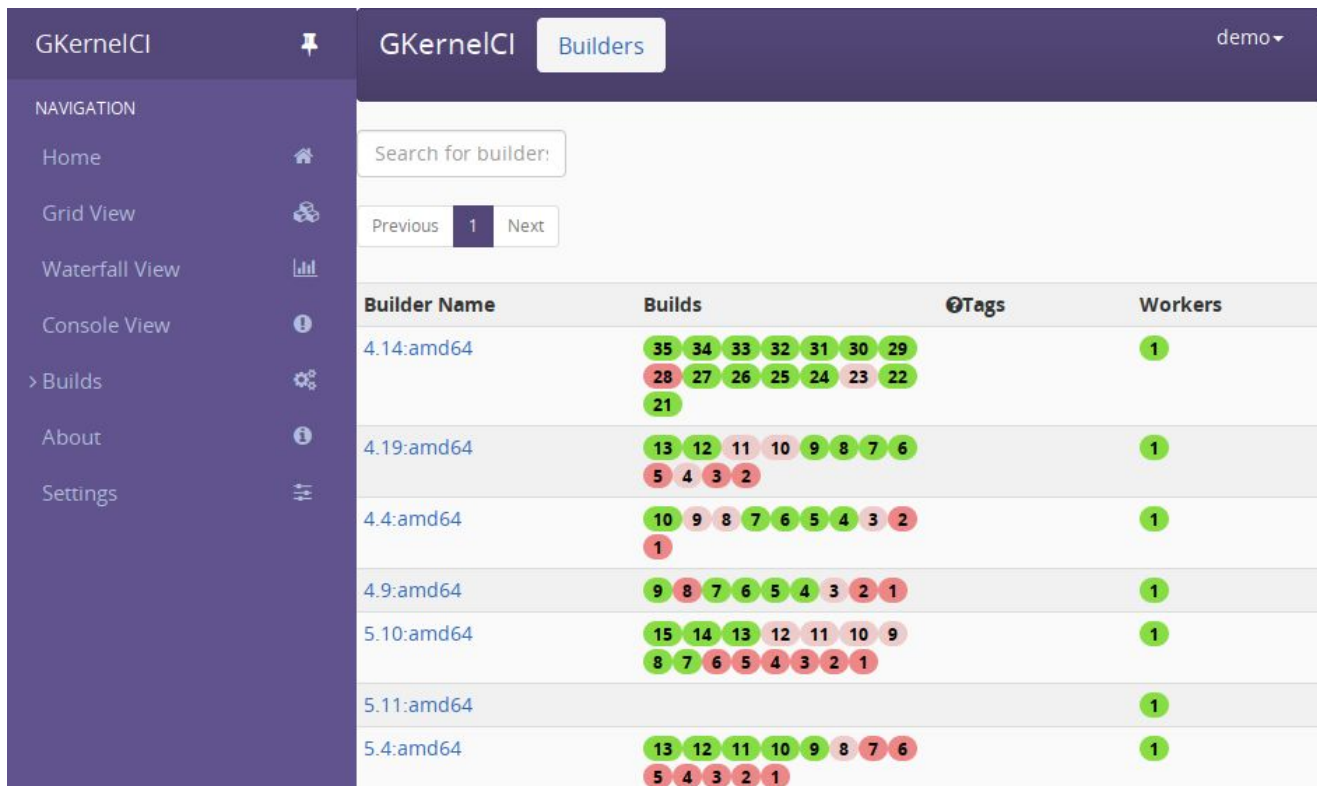 GKernelCI
GKernelCI Builders demo
NAVIGATION
Home
Grid View
Waterfall View
Console View
> Builds
About
Settings
Search for builder
Previous 1 Next
Builder Name Builds Tags Workers
4.14:amd64 35 34 33 32 31 30 29 1
28 27 26 25 24 23 22
21
4.19:amd64 13 12 11 10 9 8 7 6 1
5 4 3 2
4.4:amd64 10 9 8 7 6 5 4 3 2 1
1
4.9:amd64 9 8 7 6 5 4 3 2 1 1
5.10:amd64 15 14 13 12 11 10 9 1
8 7 6 5 4 3 2 1
5.11:amd64 1
5.4:amd64 13 12 11 10 9 8 7 6 1
5 4 3 2 1